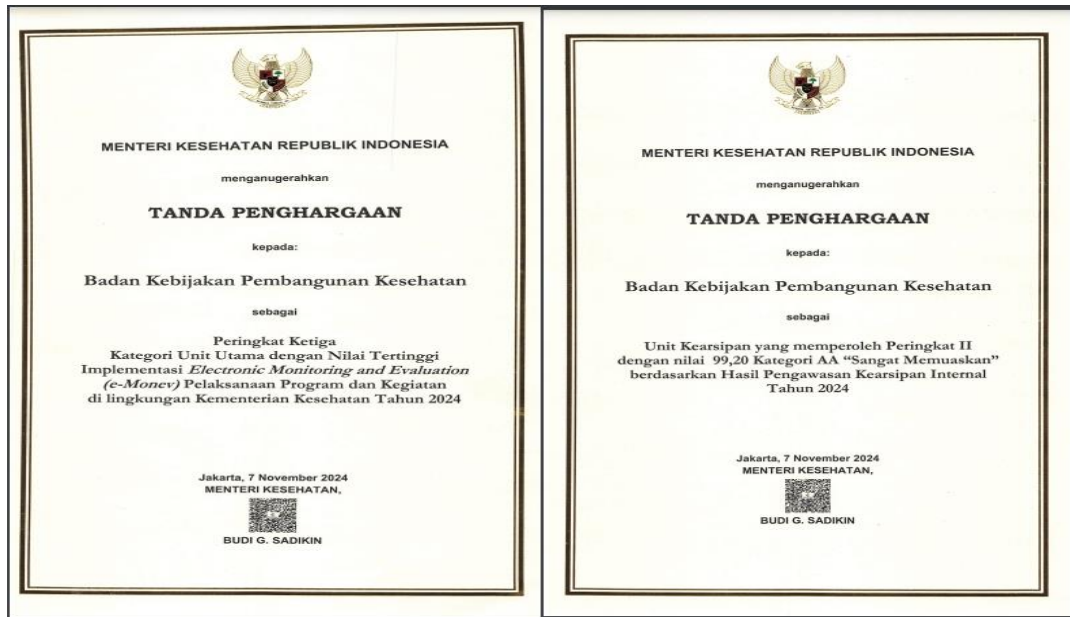 MENTERI KESEHATAN REPUBLIK INDONESIA
menganugerahkan
TANDA PENGHARGAAN
kepada:
Badan Kebijakan Pembangunan Kesehatan
sebagai
Peringkat Ketiga
Kategori Unit Utama dengan Nilai Tertinggi
Implementasi Electronic Monitoring and Evaluation
(e-Monev) Pelaksanaan Program dan Kegiatan
di lingkungan Kementerian Kesehatan Tahun 2024
Jakarta, 7 November 2024
MENTERI KESEHATAN,
BUDI G. SADIKIN
MENTERI KESEHATAN REPUBLIK INDONESIA
menganugerahkan
TANDA PENGHARGAAN
kepada:
Badan Kebijakan Pembangunan Kesehatan
sebagai
Unit Kearsipan yang memperoleh Peringkat II
dengan nilai 99,20 Kategori AA “Sangat Memuaskan”
berdasarkan Hasil Pengawasan Kearsipan Internal
Tahun 2024
Jakarta, 7 November 2024
MENTERI KESEHATAN,
BUDI G. SADIKIN